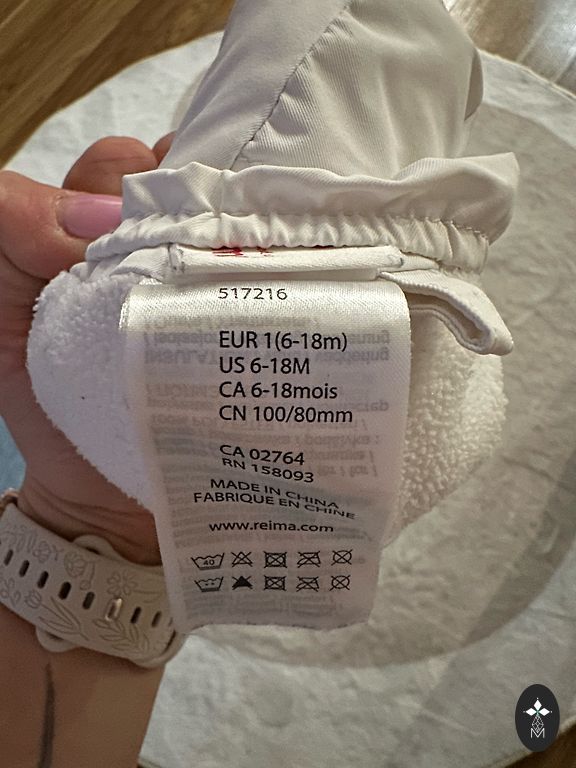 517216
EUR 1(6-18m)
US 6-18M
CA 6-18mois
CN 100/80mm
CA 02764
RN 158093
MADE IN CHINA
FABRIQUE EN CHINE
www.reima.com
40
M